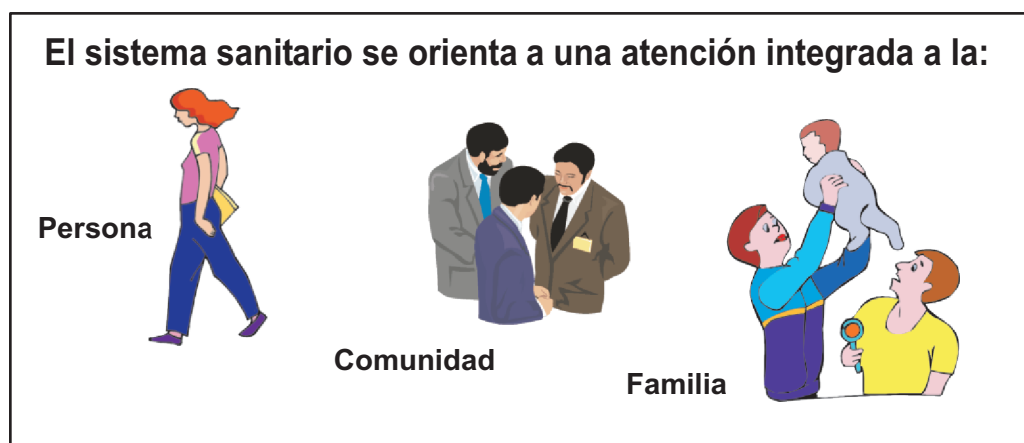 El sistema sanitario se orienta a una atención integrada a la:
Persona
Comunidad
Familia